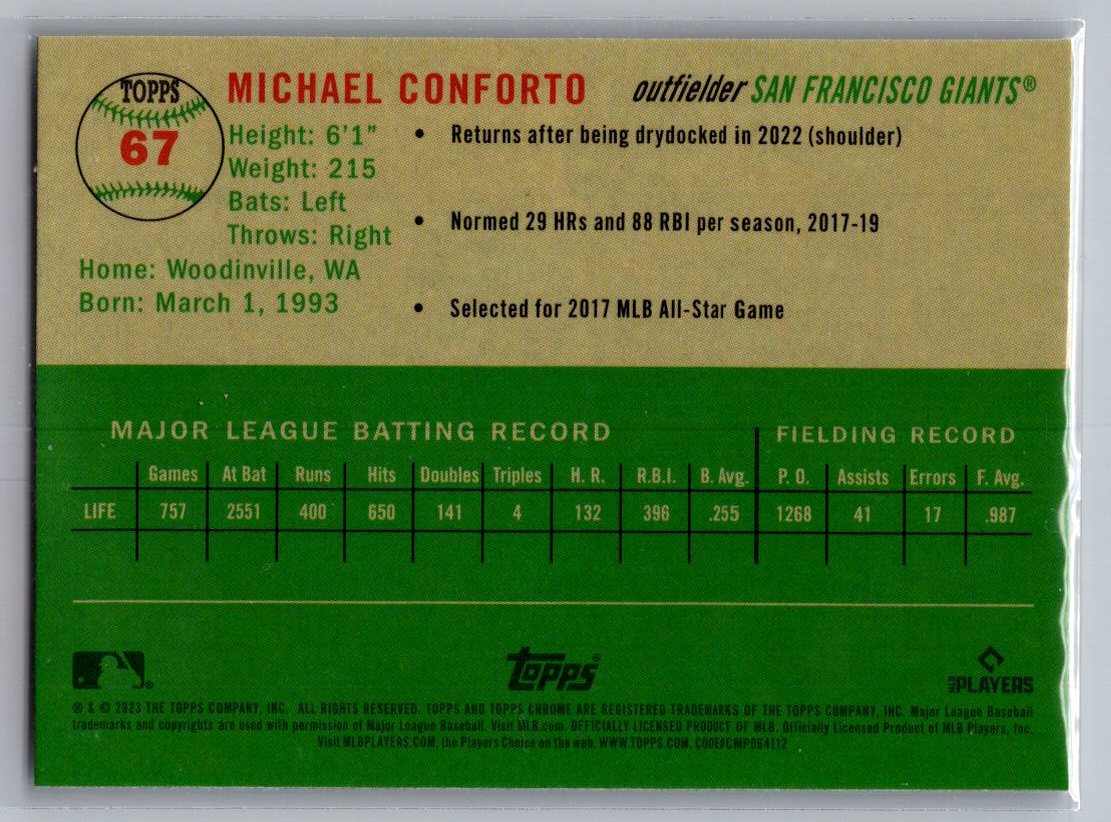 TOPPS
67
MICHAEL CONFORTO outfielder SAN FRANCISCO GIANTS®
Height: 6'1"
Weight: 215
Bats: Left
Throws: Right
Home: Woodinville, WA
Born: March 1, 1993
• Returns after being drydocked in 2022 (shoulder)
• Normed 29 HRs and 88 RBI per season, 2017-19
• Selected for 2017 MLB All-Star Game
MAJOR LEAGUE BATTING RECORD FIELDING RECORD
Games At Bat Runs Hits Doubles Triples H. R. R.B.I. B. Avg. P. O. Assists Errors F. Avg.
LIFE 757 2551 400 650 141 4 132 396 .255 1268 41 17 .987
®
Topps®
MLB PLAYERS
® & © 2023 THE TOPPS COMPANY, INC. ALL RIGHTS RESERVED. TOPPS AND TOPPS CHROME ARE REGISTERED TRADEMARKS OF THE TOPPS COMPANY, INC. Major League Baseball
trademarks and copyrights are used with permission of Major League Baseball. Visit MLB.com. OFFICIALLY LICENSED PRODUCT OF MLB. Officially Licensed Product of MLB Players, Inc.
Visit MLBPLAYERS.COM, the Players Choice on the web. WWW.TOPPS.COM. CODE#CMP064112